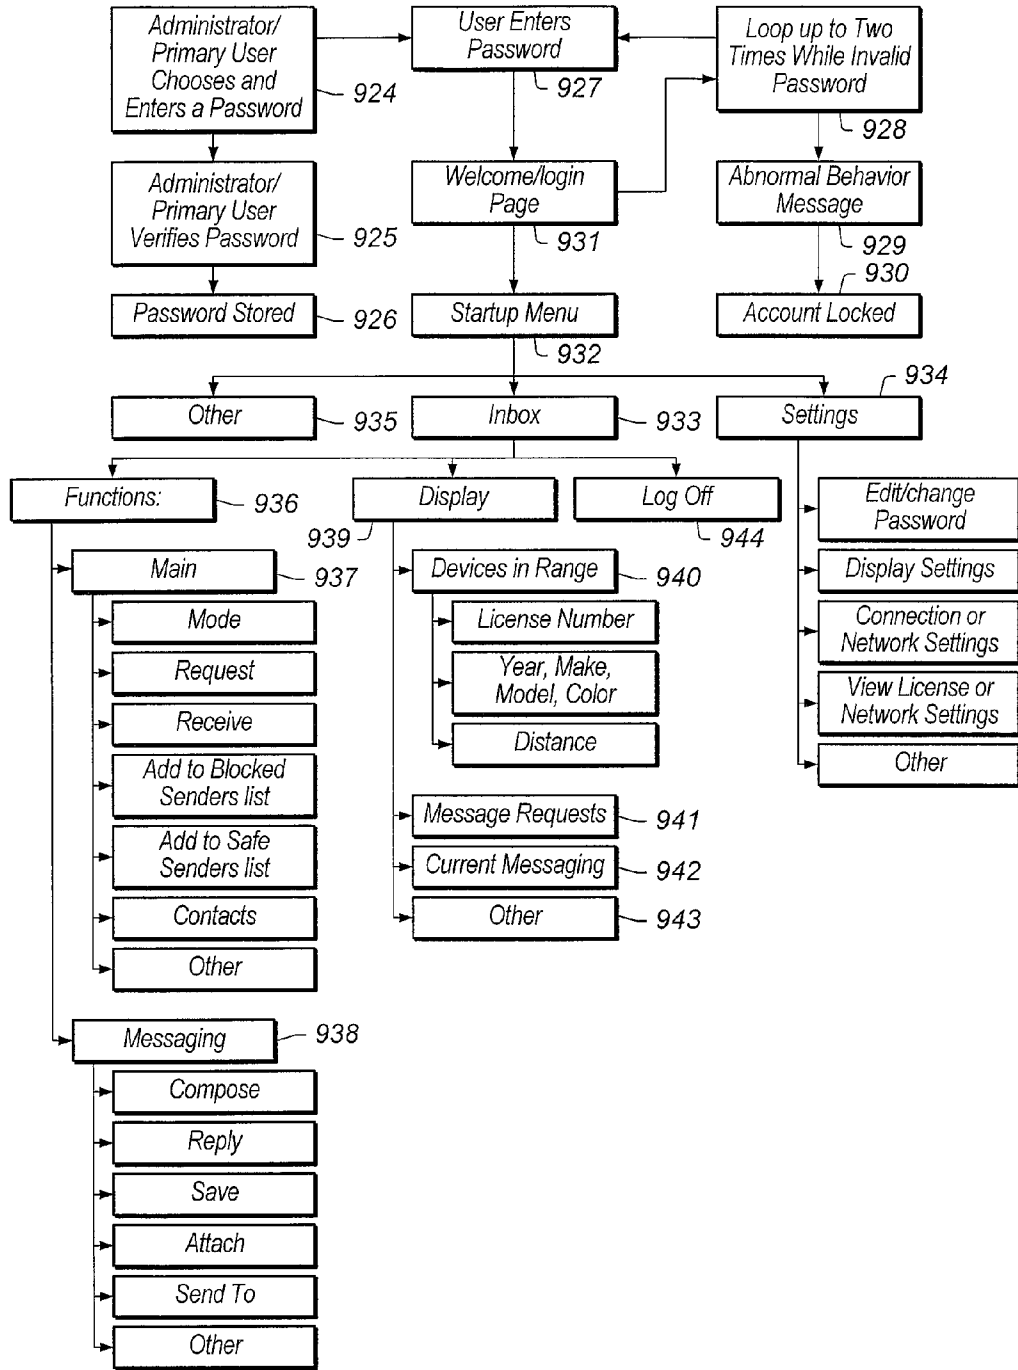 Administrator/
Primary User
Chooses and
Enters a Password
924
User Enters
Password
927
Loop up to Two
Times While Invalid
Password
928
Administrator/
Primary User
Verifies Password
925
Welcome/login
Page
931
Abnormal Behavior
Message
929
Password Stored
926
Startup Menu
932
930
Account Locked
Other
935
Inbox
933
934
Settings
Functions:
936
Display
939
Log Off
944
Edit/change
Password
Display Settings
Connection or
Network Settings
View License or
Network Settings
Other
Main
937
Mode
Request
Receive
Add to Blocked
Senders list
Add to Safe
Senders list
Contacts
Other
Devices in Range
940
License Number
Year, Make,
Model, Color
Distance
Message Requests
941
Current Messaging
942
Other
943
Messaging
938
Compose
Reply
Save
Attach
Send To
Other